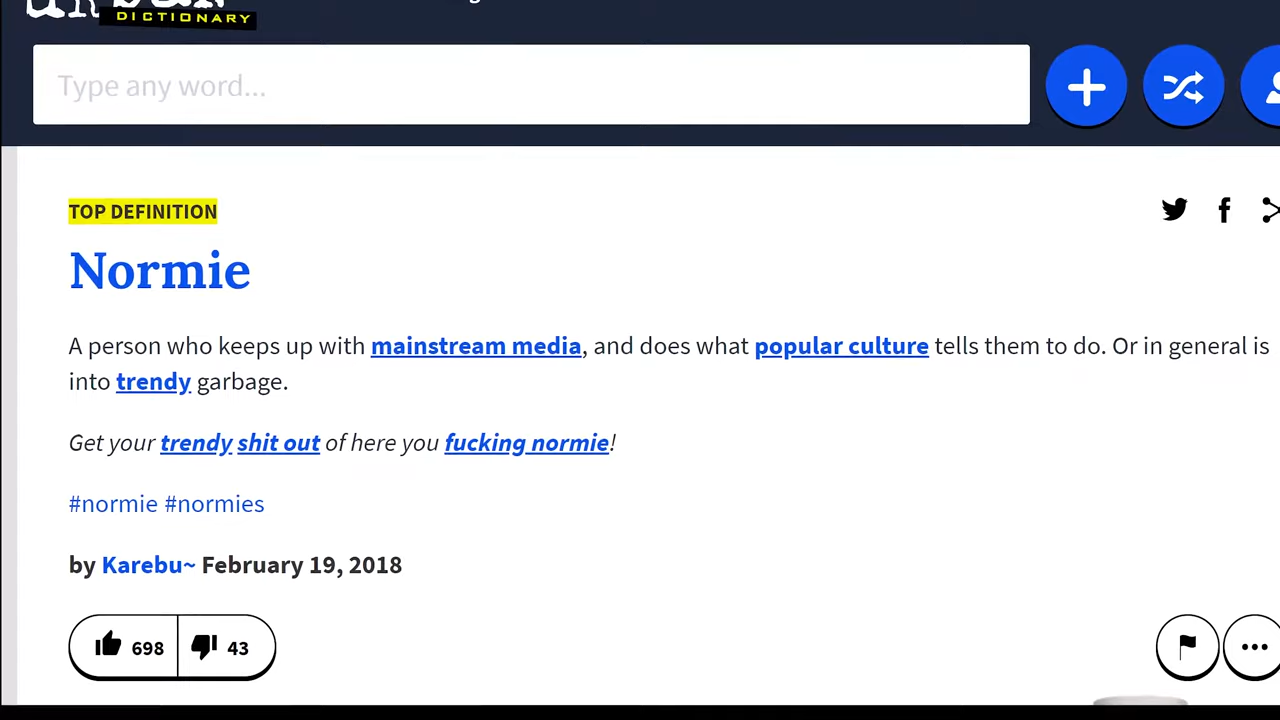 DICTIONARY
Type any word...
TOP DEFINITION
Normie
A person who keeps up with mainstream media, and does what popular culture tells them to do. Or in general is
into trendy garbage.
Get your trendy shit out of here you fucking normie!
#normie #normies
by Karebu~ February 19, 2018
698 43